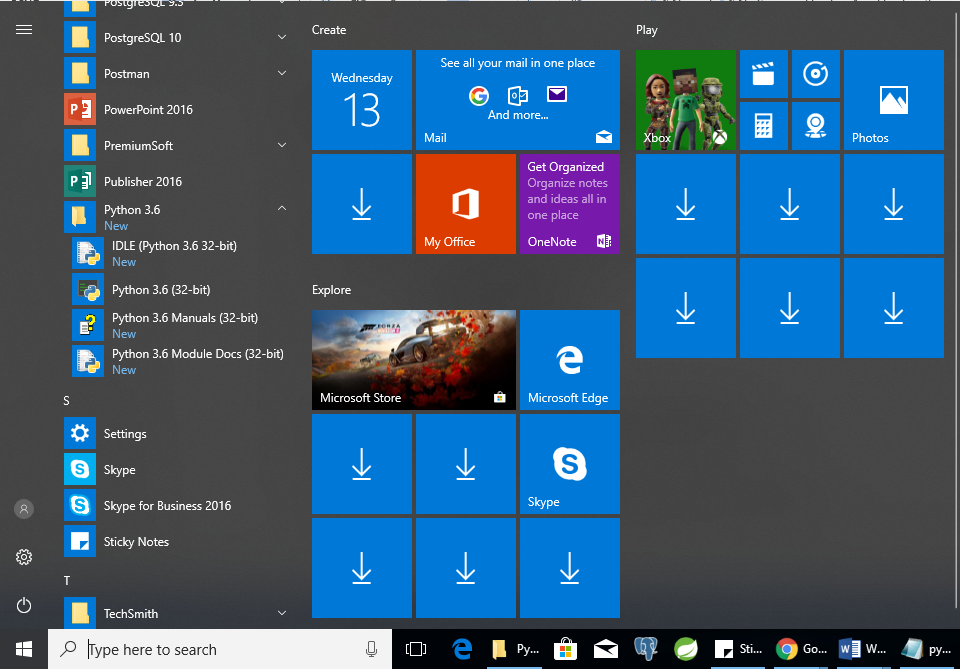 PostgreSQL 9.3
PostgreSQL 10
Postman
PowerPoint 2016
PremiumSoft
Publisher 2016
Python 3.6
New
IDLE (Python 3.6 32-bit)
New
Python 3.6 (32-bit)
Python 3.6 Manuals (32-bit)
New
Python 3.6 Module Docs (32-bit)
New
S
Settings
Skype
Skype for Business 2016
Sticky Notes
T
TechSmith
Create
Wednesday
13
See all your mail in one place
And more...
Mail
My Office
Get Organized
Organize notes
and ideas all in
one place
OneNote
Explore
FORZA
Microsoft Store
Microsoft Edge
Skype
Play
Xbox
Photos
Type here to search
Py...
Sti...
Go...
W...
py...